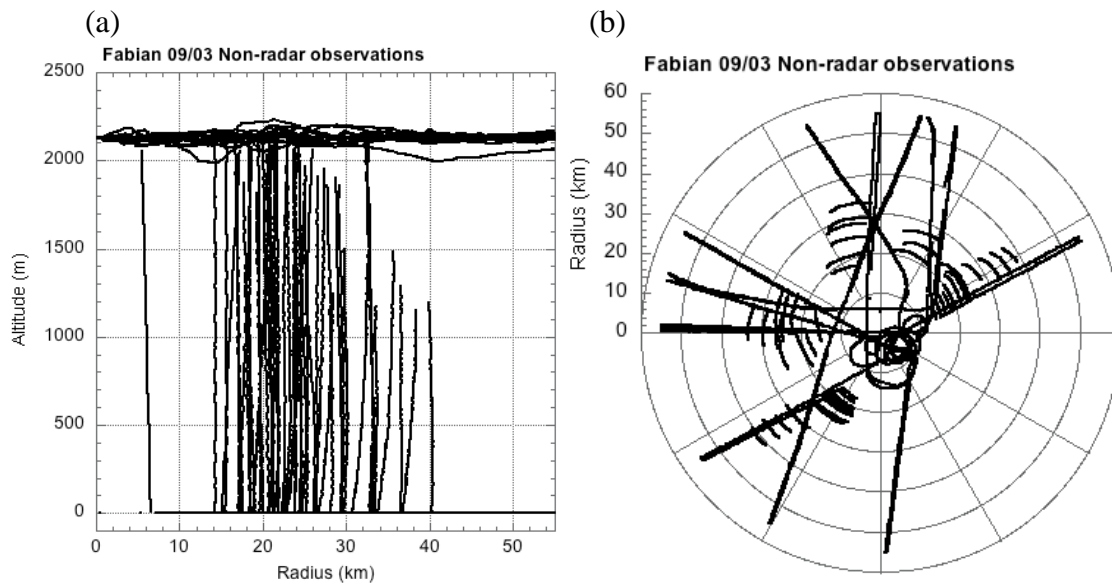 (a)
Fabian 09/03 Non-radar observations
2500
2000
1500
1000
500
0
Altitude (m)
0 10 20 30 40 50
Radius (km)
(b)
Fabian 09/03 Non-radar observations
60
50
40
30
20
10
0
Radius (km)